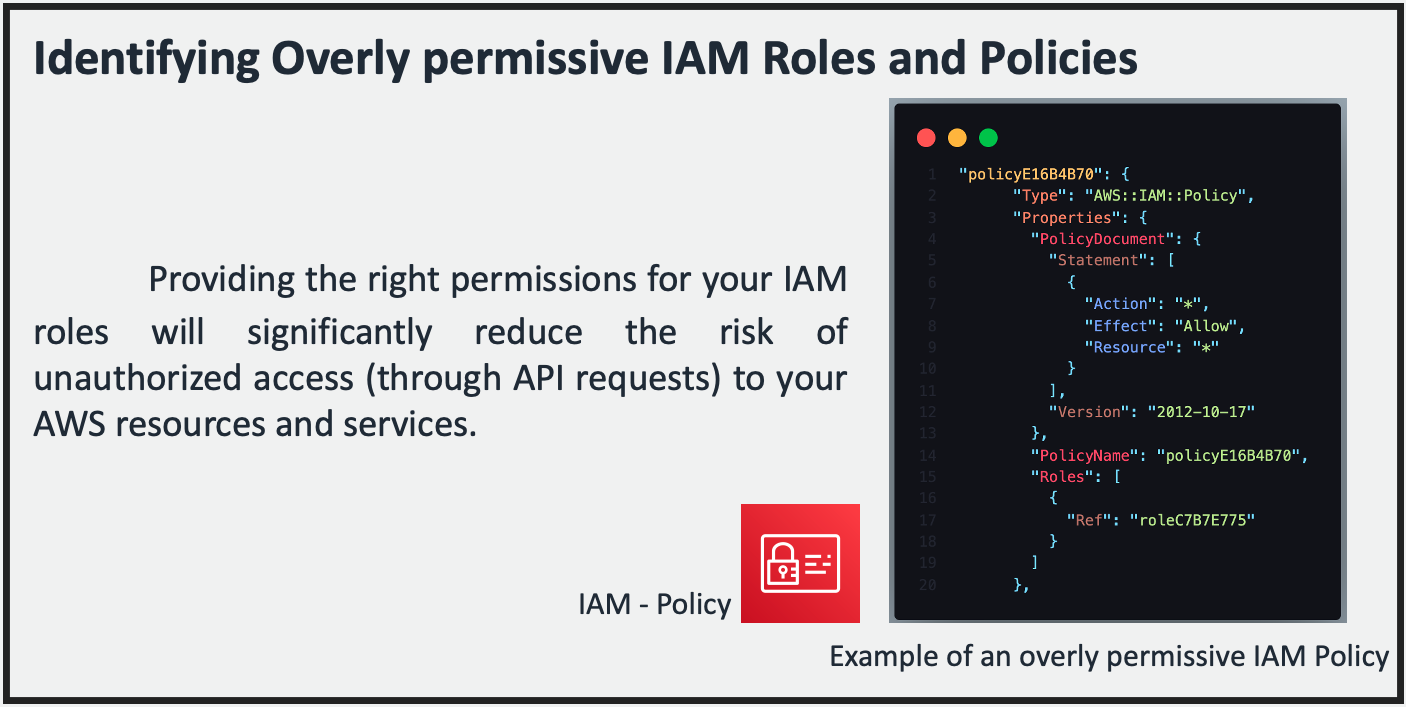 Identifying Overly permissive IAM Roles and Policies
Providing the right permissions for your IAM
roles will significantly reduce the risk of
unauthorized access (through API requests) to your
AWS resources and services.
IAM - Policy
1 "policyE16B4B70": {
2 "Type": "AWS::IAM::Policy",
3 "Properties": {
4 "PolicyDocument": {
5 "Statement": [
6 {
7 "Action": "*",
8 "Effect": "Allow",
9 "Resource": "*"
10 }
11 ],
12 "Version": "2012-10-17"
13 },
14 "PolicyName": "policyE16B4B70",
15 "Roles": [
16 {
17 "Ref": "roleC7B7E775"
18 }
19 ]
20 },
Example of an overly permissive IAM Policy